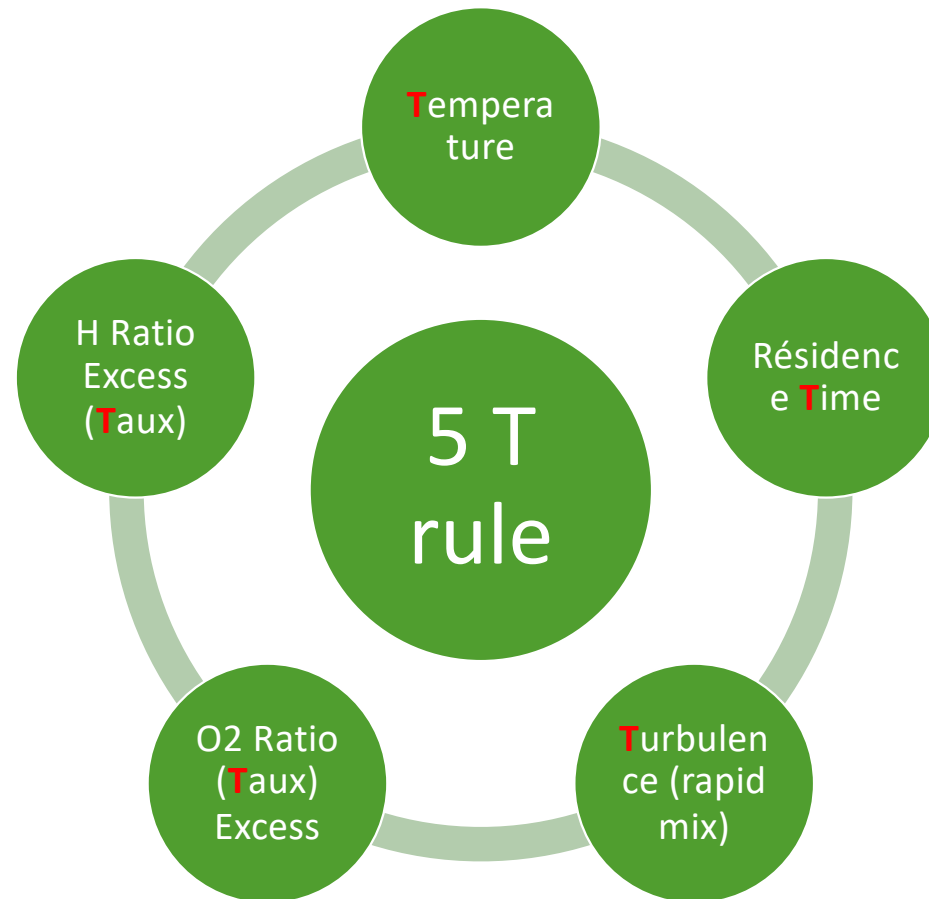 Tempera
ture
Résidenc
e Time
Turbulen
ce (rapid
mix)
O2 Ratio
(Taux)
Excess
H Ratio
Excess
(Taux)
5 T
rule